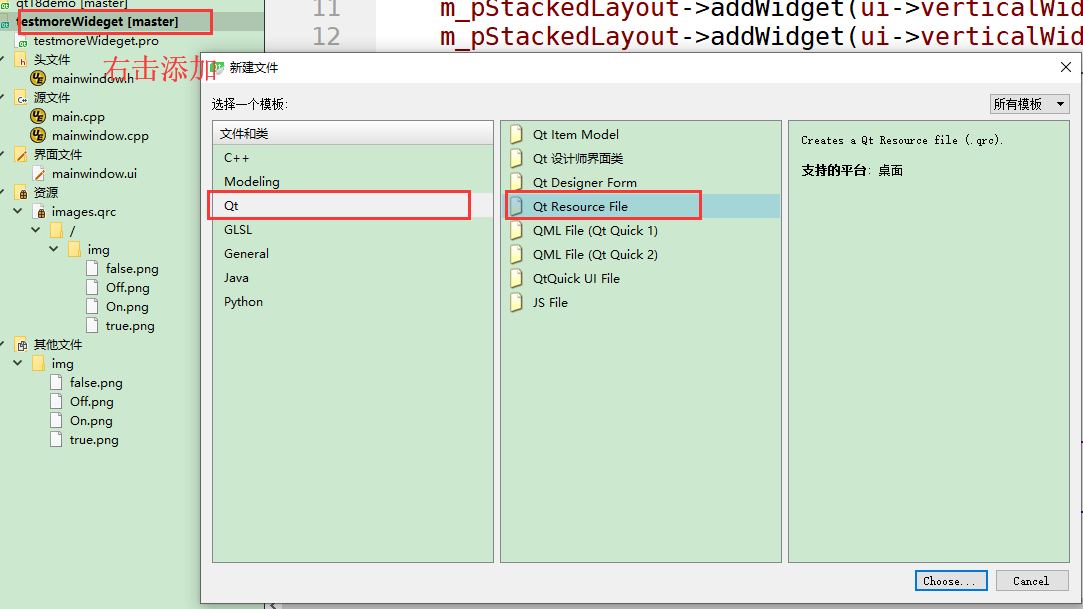 qt18demo [master]
testmoreWideget [master]
testmoreWideget.pro
头文件
mainwindow.h
源文件
main.cpp
mainwindow.cpp
界面文件
mainwindow.ui
资源
images.qrc
/
img
false.png
Off.png
On.png
true.png
其他文件
img
false.png
Off.png
On.png
true.png
右击添加
11 m_pStackedLayout->addWidget(ui->verticalWid
12 m_pStackedLayout->addWidget(ui->verticalWid
新建文件
选择一个模板:
所有模板
文件和类
C++
Modeling
Qt
GLSL
General
Java
Python
Qt Item Model
Qt 设计师界面类
Qt Designer Form
Qt Resource File
QML File (Qt Quick 1)
QML File (Qt Quick 2)
QtQuick UI File
JS File
Creates a Qt Resource file (.qrc).
支持的平台: 桌面
Choose...
Cancel